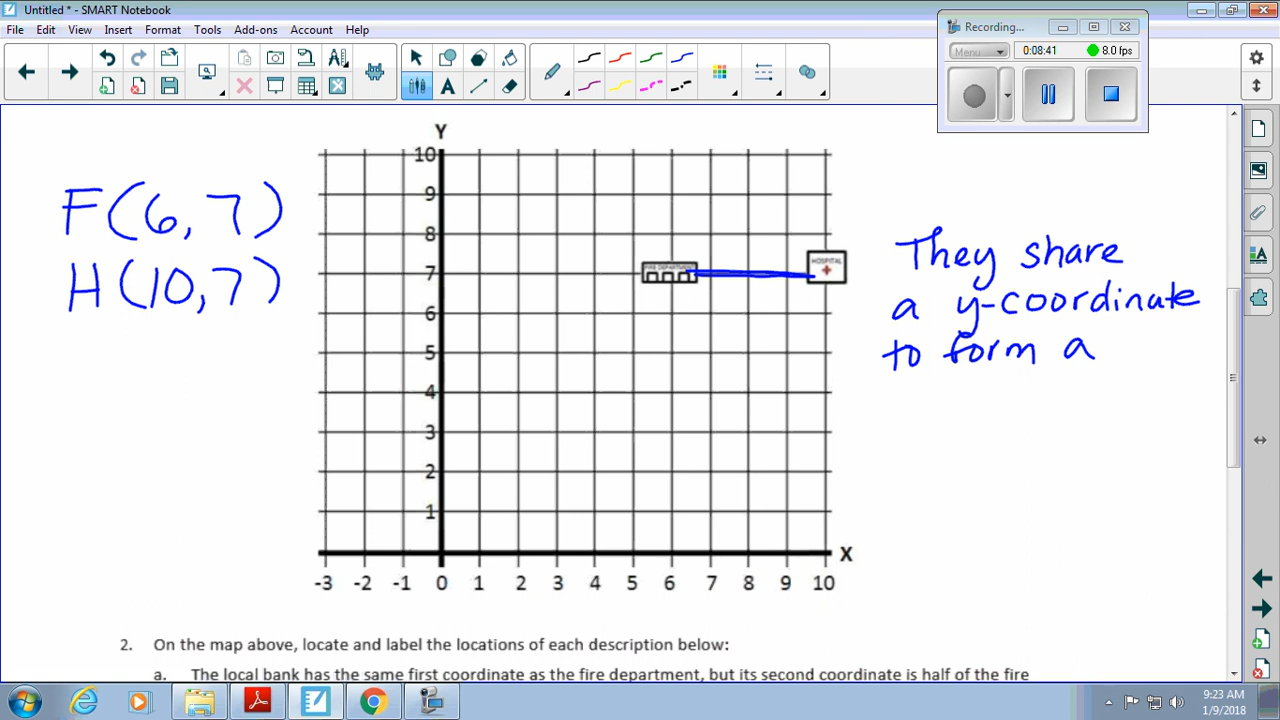 Untitled * - SMART Notebook
File Edit View Insert Format Tools Add-ons Account Help
Recording...
Menu 0:08:41 8.0 fps
F(6,7)
H(10,7)
Y
10
9
8
7
6
5
4
3
2
1
FIRE DEPARTMENT
HOSPITAL
X
-3 -2 -1 0 1 2 3 4 5 6 7 8 9 10
They share
a y-coordinate
to form a
2. On the map above, locate and label the locations of each description below:
a. The local bank has the same first coordinate as the fire department, but its second coordinate is half of the fire
9:23 AM
1/9/2018